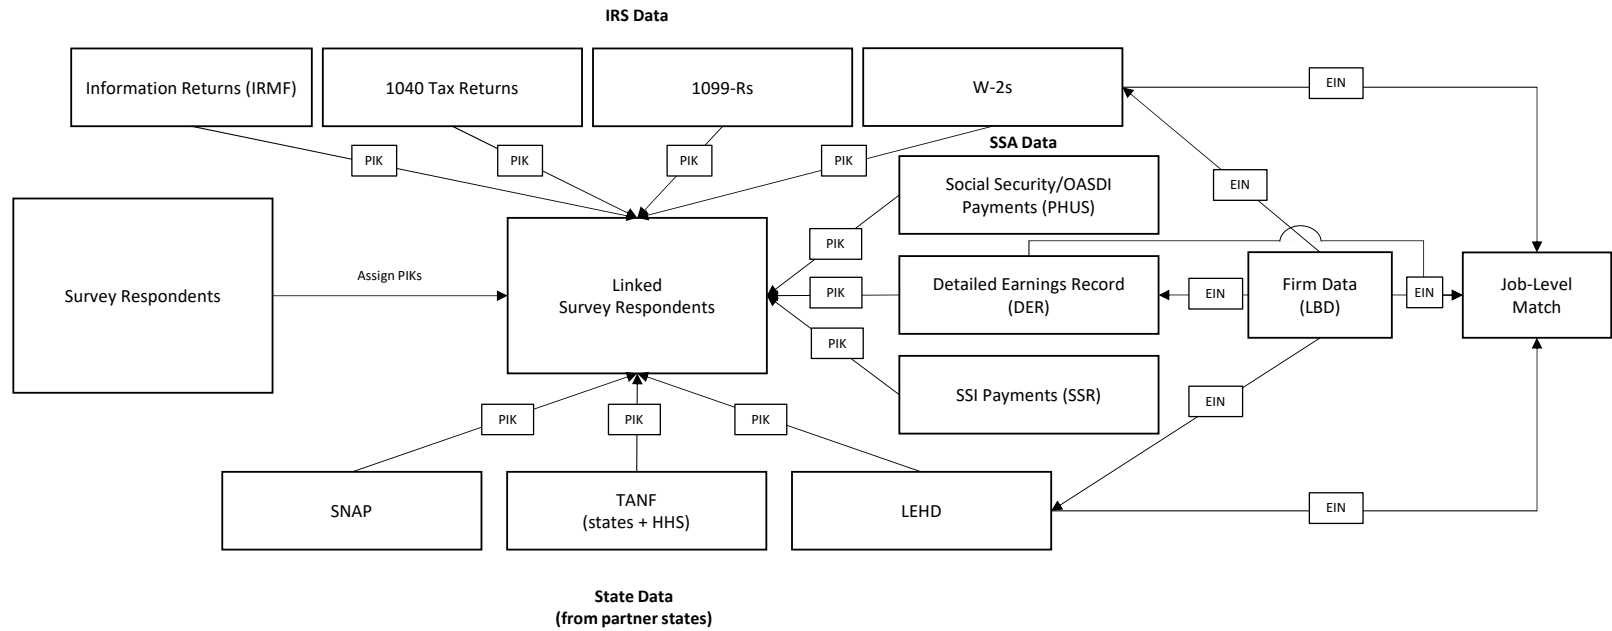 IRS Data
Information Returns (IRMF)
1040 Tax Returns
1099-Rs
W-2s
EIN
PIK
PIK
PIK
PIK
SSA Data
Social Security/OASDI
Payments (PHUS)
EIN
Survey Respondents
Assign PIKs
Linked
Survey Respondents
PIK
PIK
PIK
Detailed Earnings Record
(DER)
EIN
Firm Data
(LBD)
EIN
Job-Level
Match
SSI Payments (SSR)
EIN
PIK
PIK
PIK
SNAP
TANF
(states + HHS)
LEHD
EIN
State Data
(from partner states)